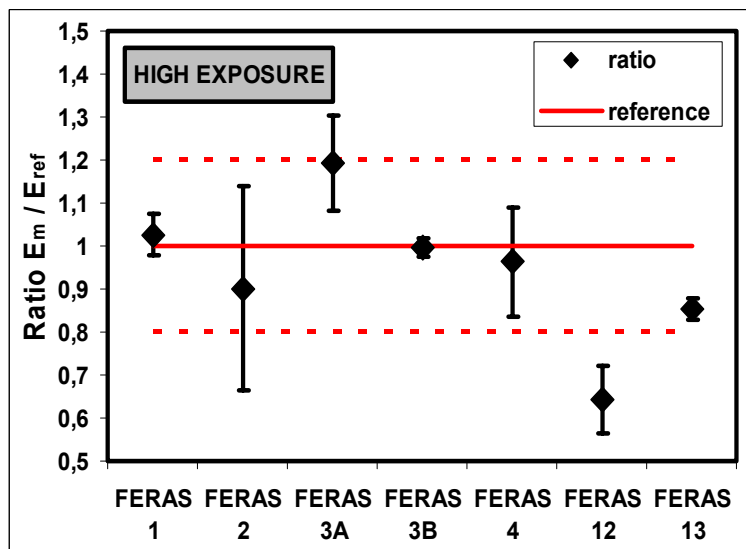 HIGH EXPOSURE
ratio
reference
Ratio Em / Eref
1,5
1,4
1,3
1,2
1,1
1
0,9
0,8
0,7
0,6
0,5
FERAS FERAS FERAS FERAS FERAS FERAS FERAS
1 2 3A 3B 4 12 13